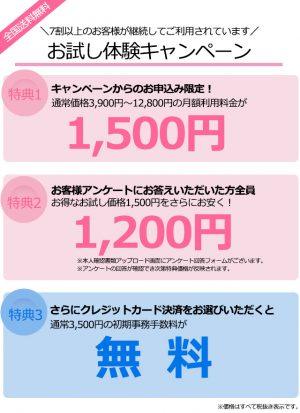 全国送料無料
＼7割以上のお客様が継続してご利用されています／
お試し体験キャンペーン
特典1
キャンペーンからのお申込み限定！
通常価格3,900円～12,800円の月額利用料金が
1,500円
特典2
お客様アンケートにお答えいただいた方全員
お得なお試し価格1,500円をさらにお安く！
1,200円
※本人確認書類アップロード画面にアンケート回答フォームがございます。
※アンケートの回答が確認でき次第特典価格が反映されます。
特典3
さらにクレジットカード決済をお選びいただくと
通常3,500円の初期事務手数料が
無料
※価格はすべて税抜き表示です。